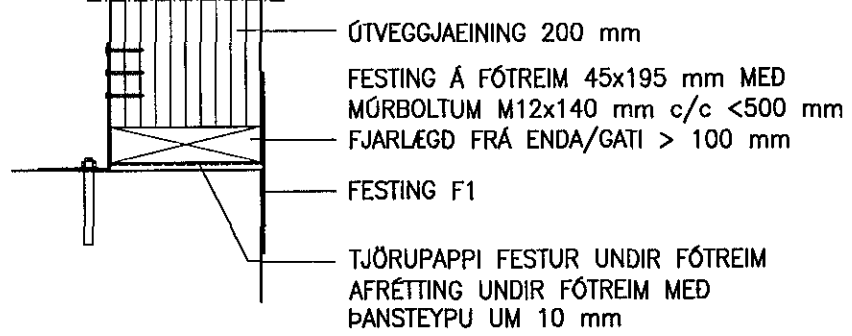 ÚTVEGGJAEINING 200 mm
FESTING Á FÓTREIM 45x195 mm MEÐ
MÚRBOLTUM M12x140 mm c/c <500 mm
FJARLÆGÐ FRÁ ENDA/GATI > 100 mm
FESTING F1
TJÖRUPAPPI FESTUR UNDIR FÓTREIM
AFRÉTTING UNDIR FÓTREIM MEÐ
ÞANSTEYPU UM 10 mm